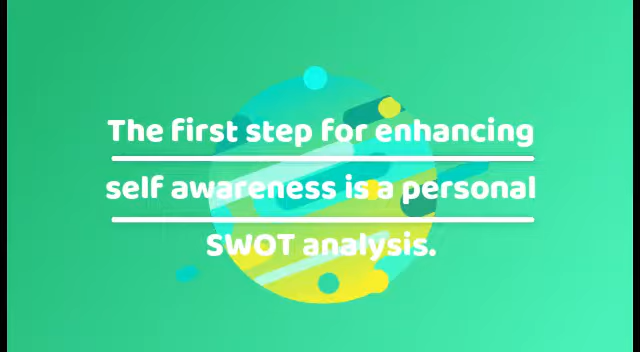 The first step for enhancing
self awareness is a personal
SWOT analysis.